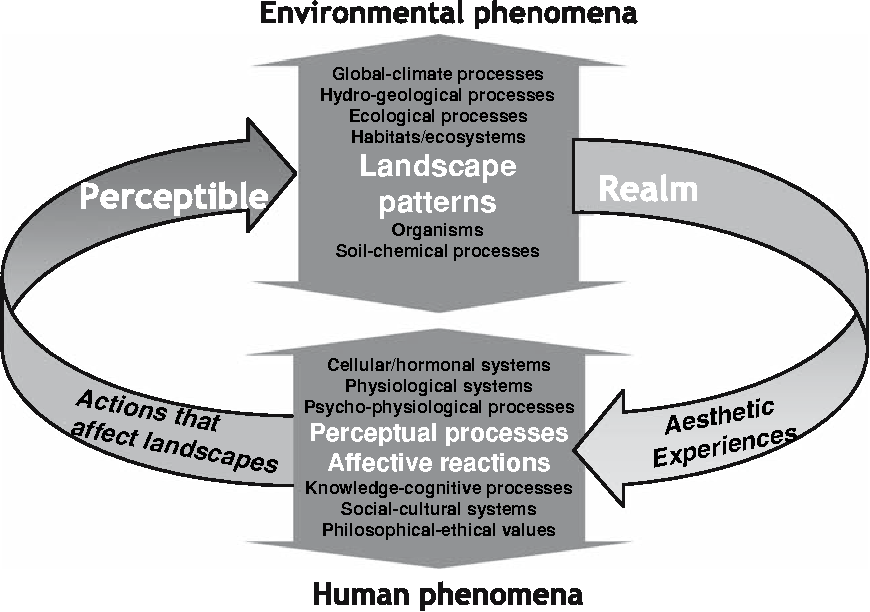 Environmental phenomena
Global-climate processes
Hydro-geological processes
Ecological processes
Habitats/ecosystems
Landscape
patterns
Organisms
Soil-chemical processes
Perceptible
Realm
Cellular/hormonal systems
Physiological systems
Psycho-physiological processes
Perceptual processes
Affective reactions
Knowledge-cognitive processes
Social-cultural systems
Philosophical-ethical values
Actions that
affect landscapes
Aesthetic
Experiences
Human phenomena